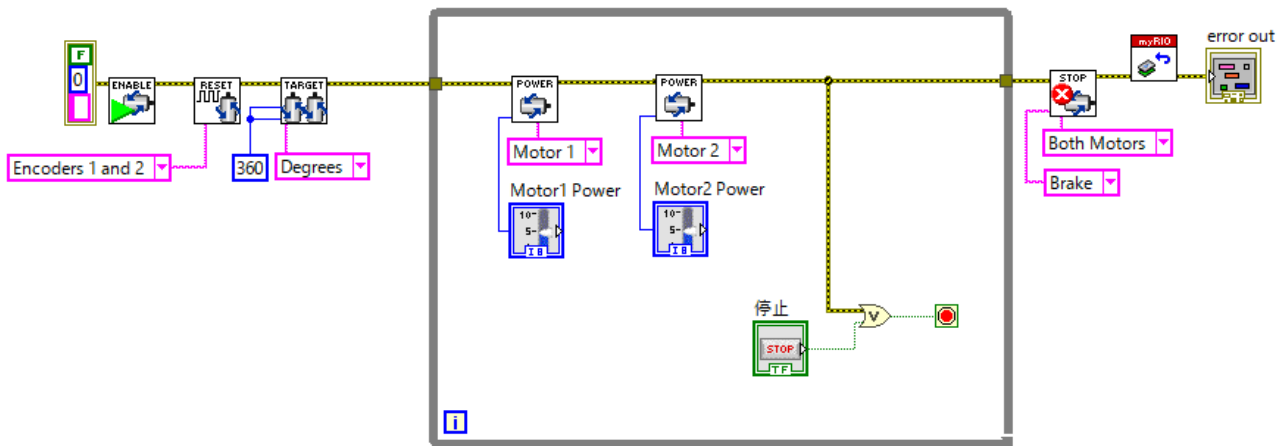 F
0
ENABLE
RESET
TARGET
Encoders 1 and 2
360
Degrees
POWER
Motor 1
Motor1 Power
10-
5-
I8
POWER
Motor 2
Motor2 Power
10-
5-
I8
停止
STOP
TF
V
i
STOP
Both Motors
Brake
myRIO
error out